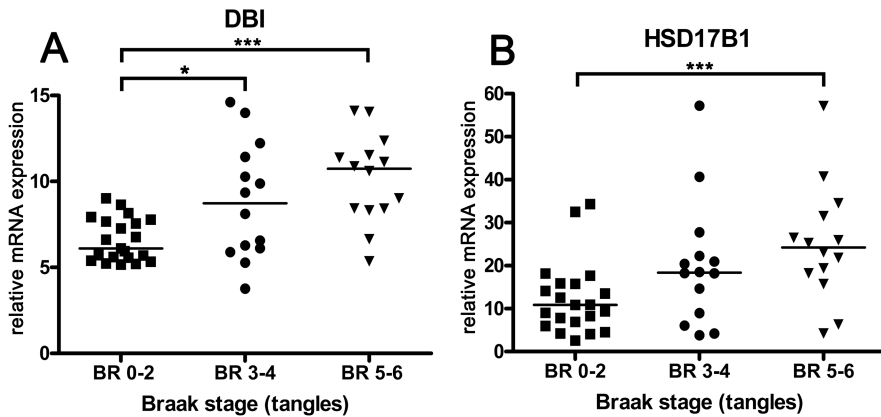 A
DBI
***
*
relative mRNA expression
15
10
5
0
BR 0-2 BR 3-4 BR 5-6
Braak stage (tangles)
B
HSD17B1
***
relative mRNA expression
60
50
40
30
20
10
0
BR 0-2 BR 3-4 BR 5-6
Braak stage (tangles)